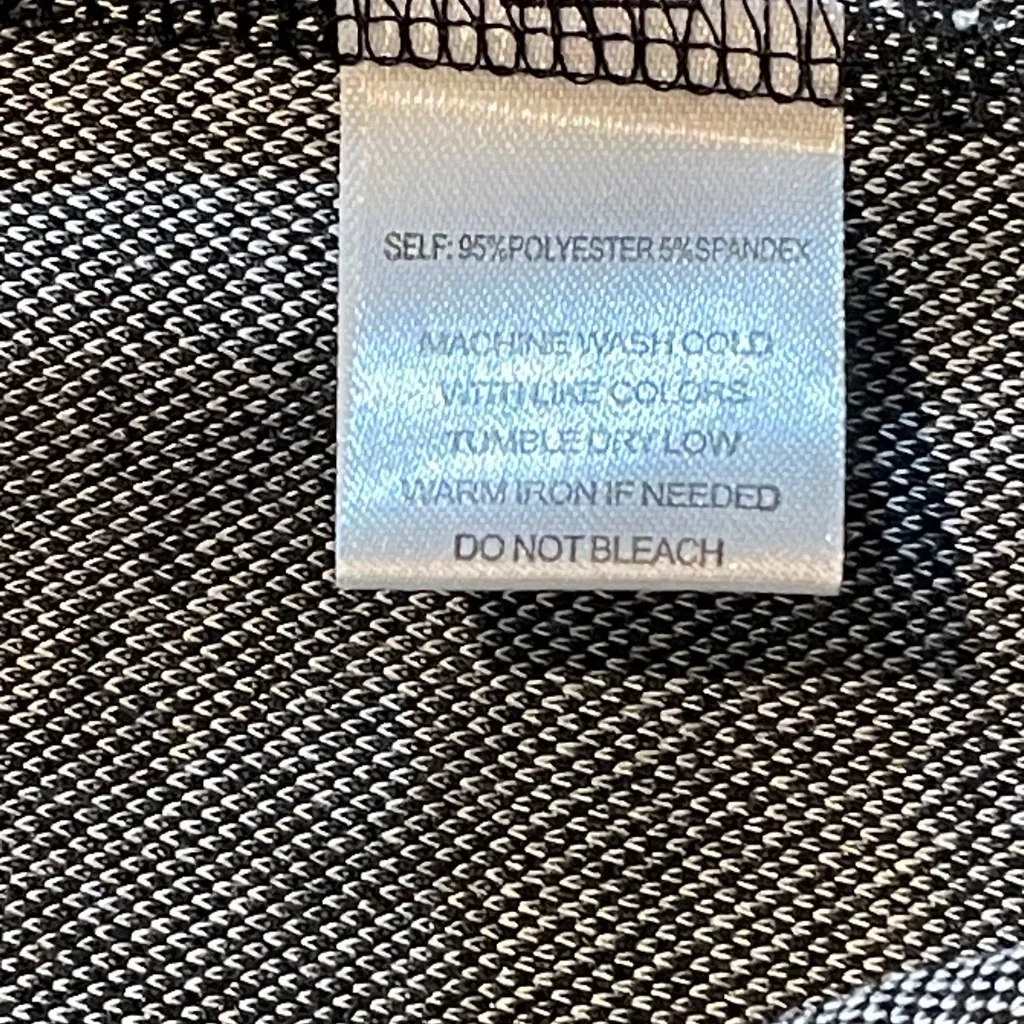 SELF: 95%POLYESTER 5%SPANDEX
MACHINE WASH COLD
WITH LIKE COLORS
TUMBLE DRY LOW
WARM IRON IF NEEDED
DO NOT BLEACH